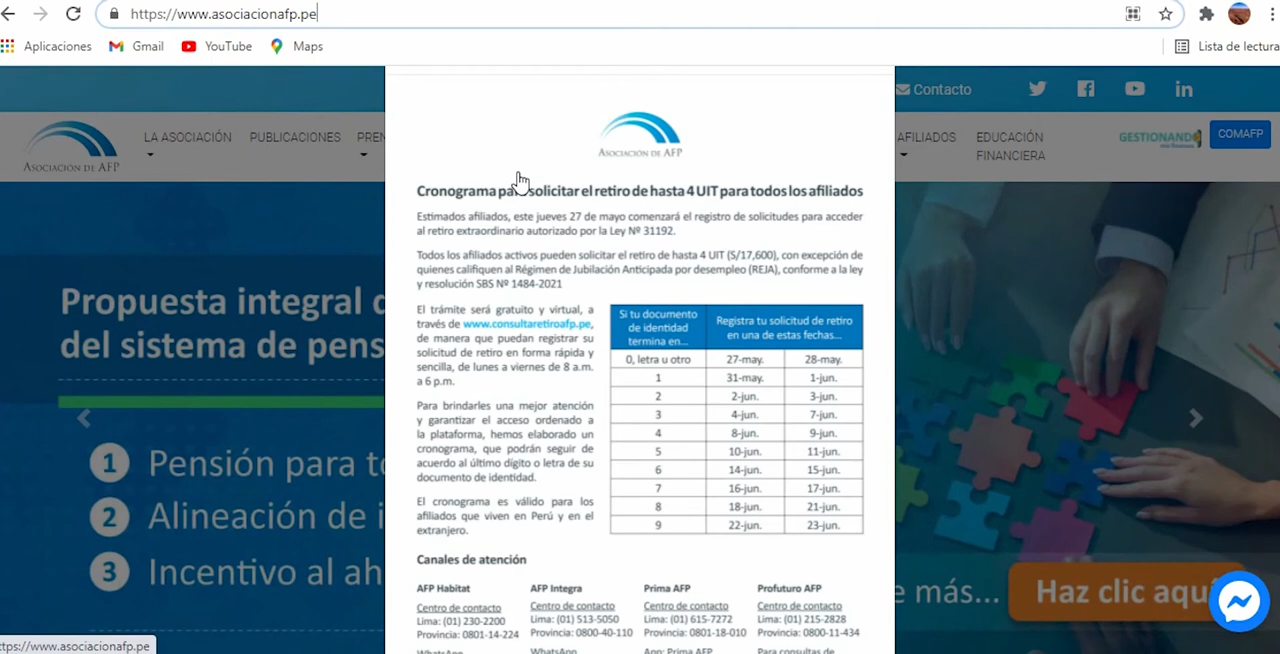 https://www.asociacionafp.pe
Aplicaciones
Gmail
YouTube
Maps
Lista de lectura
Contacto
ASOCIACIÓN DE AFP
LA ASOCIACIÓN
PUBLICACIONES
PREN
AFILIADOS
EDUCACIÓN
FINANCIERA
GESTIONANDO
COMAFP
Propuesta integral d
del sistema de pens
1 Pensión para to
2 Alineación de i
3 Incentivo al ah
ASOCIACIÓN DE AFP
Cronograma para solicitar el retiro de hasta 4 UIT para todos los afiliados
Estimados afiliados, este jueves 27 de mayo comenzará el registro de solicitudes para acceder
al retiro extraordinario autorizado por la Ley Nº 31192.
Todos los afiliados activos pueden solicitar el retiro de hasta 4 UIT (S/17,600), con excepción de
quienes califiquen al Régimen de Jubilación Anticipada por desempleo (REJA), conforme a la ley
y resolución SBS Nº 1484-2021
El trámite será gratuito y virtual, a
través de www.consultaretiroafp.pe,
de manera que puedan registrar su
solicitud de retiro en forma rápida y
sencilla, de lunes a viernes de 8 a.m.
a 6 p.m.
Para brindarles una mejor atención
y garantizar el acceso ordenado a
la plataforma, hemos elaborado un
cronograma, que podrán seguir de
acuerdo al último dígito o letra de su
documento de identidad.
El cronograma es válido para los
afiliados que viven en Perú y en el
extranjero.
Si tu documento
de identidad
termina en...
Registra tu solicitud de retiro
en una de estas fechas...
0, letra u otro 27-may. 28-may.
1 31-may. 1-jun.
2 2-jun. 3-jun.
3 4-jun. 7-jun.
4 8-jun. 9-jun.
5 10-jun. 11-jun.
6 14-jun. 15-jun.
7 16-jun. 17-jun.
8 18-jun. 21-jun.
9 22-jun. 23-jun.
Canales de atención
AFP Habitat
Centro de contacto
Lima: (01) 230-2200
Provincia: 0801-14-224
WhatsApp
AFP Integra
Centro de contacto
Lima: (01) 513-5050
Provincia: 0800-40-110
WhatsApp
Prima AFP
Centro de contacto
Lima: (01) 615-7272
Provincia: 0801-18-010
App: Prima AFP
Profuturo AFP
Centro de contacto
Lima: (01) 215-2828
Provincia: 0800-11-434
Para consultas de
e más...
Haz clic aqu
ttps://www.asociacionafp.pe